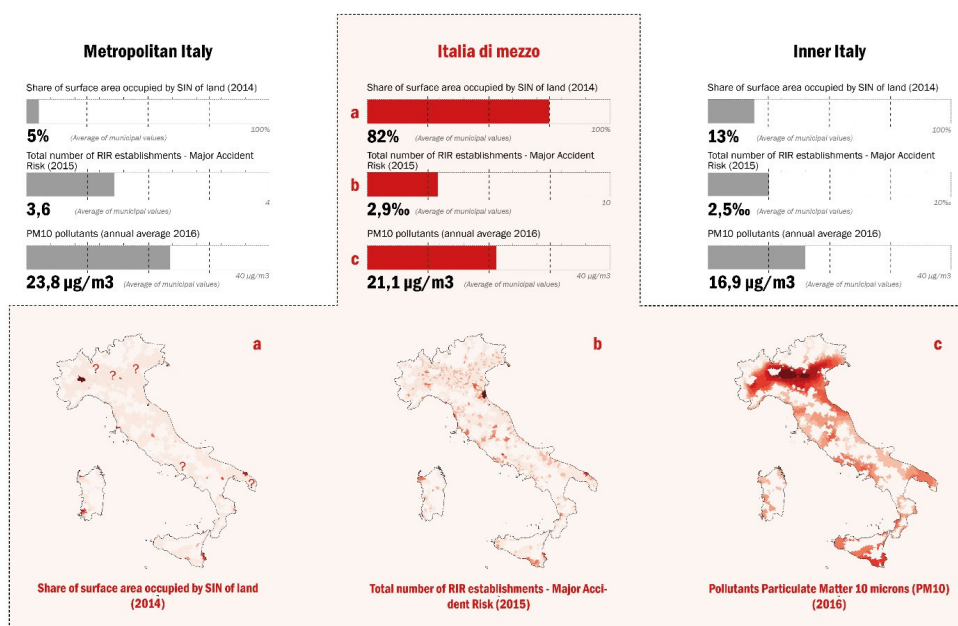 Metropolitan Italy
Share of surface area occupied by SIN of land (2014)
100%
5% (Average of municipal values)
Total number of RIR establishments - Major Accident
Risk (2015)
4
3,6 (Average of municipal values)
PM10 pollutants (annual average 2016)
40 µg/m3
23,8 µg/m3 (Average of municipal values)
Italia di mezzo
Share of surface area occupied by SIN of land (2014)
a
100%
82% (Average of municipal values)
Total number of RIR establishments - Major Accident
Risk (2015)
b
10
2,9‰ (Average of municipal values)
PM10 pollutants (annual average 2016)
c
40 µg/m3
21,1 µg/m3 (Average of municipal values)
Inner Italy
Share of surface area occupied by SIN of land (2014)
100%
13% (Average of municipal values)
Total number of RIR establishments - Major Accident
Risk (2015)
10‰
2,5‰ (Average of municipal values)
PM10 pollutants (annual average 2016)
40 µg/m3
16,9 µg/m3 (Average of municipal values)
a
? ? ?
?
?
Share of surface area occupied by SIN of land
(2014)
b
Total number of RIR establishments - Major Acci-
dent Risk (2015)
c
Pollutants Particulate Matter 10 microns (PM10)
(2016)